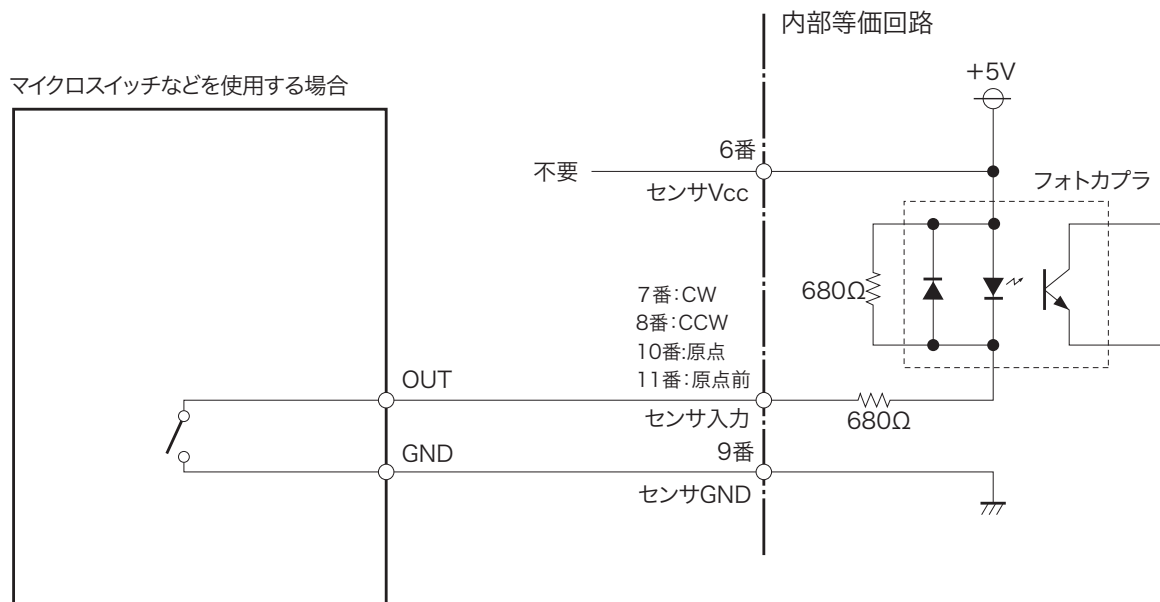 内部等価回路
マイクロスイッチなどを使用する場合
+5V
6番
不要
センサVcc
フォトカプラ
680Ω
7番:CW
8番:CCW
10番:原点
11番:原点前
OUT
センサ入力
680Ω
GND
9番
センサGND